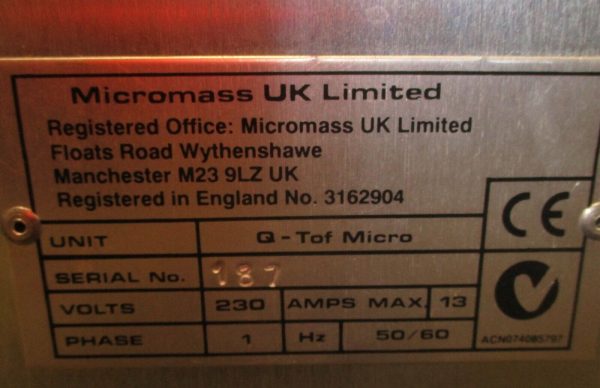 Micromass UK Limited
Registered Office: Micromass UK Limited
Floats Road Wythenshawe
Manchester M23 9LZ UK
Registered in England No. 3162904
CE
UNIT Q - Tof Micro
SERIAL No. 187
VOLTS 230 AMPS MAX. 13
PHASE 1 Hz 50/60
ACN074085797